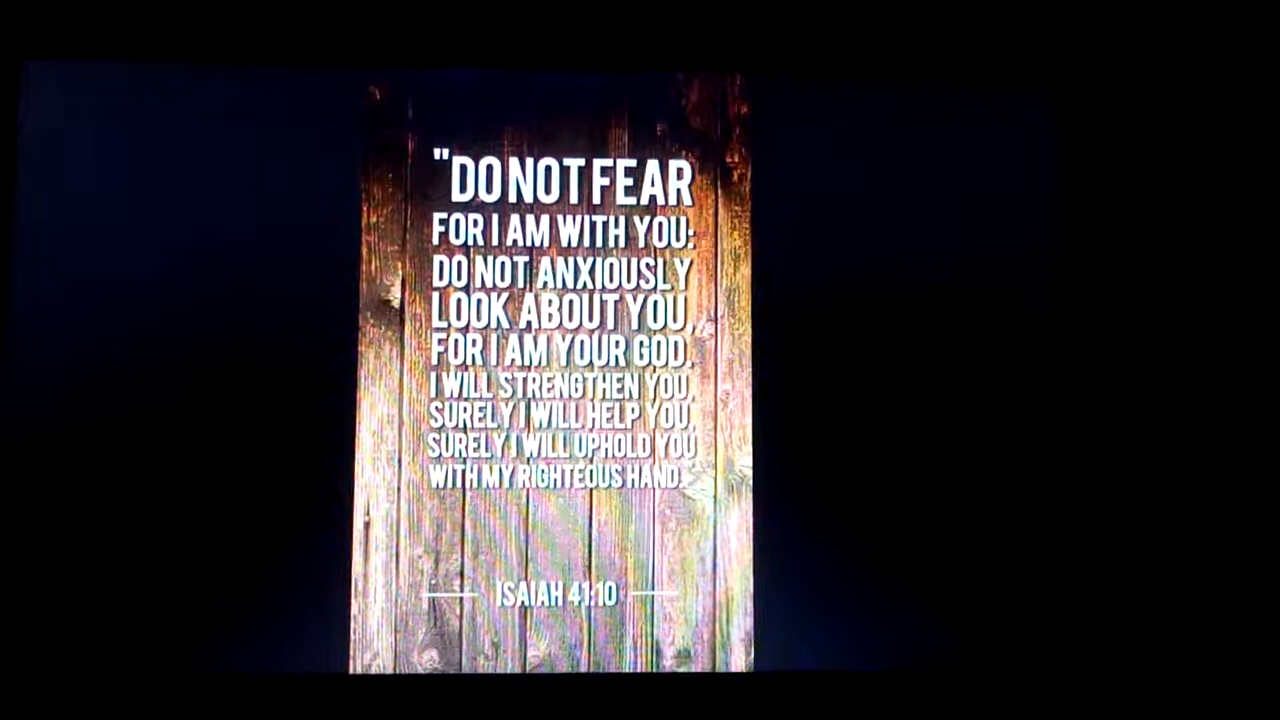 "DO NOT FEAR
FOR I AM WITH YOU:
DO NOT ANXIOUSLY
LOOK ABOUT YOU,
FOR I AM YOUR GOD.
I WILL STRENGTHEN YOU,
SURELY I WILL HELP YOU,
SURELY I WILL UPHOLD YOU
WITH MY RIGHTEOUS HAND."
ISAIAH 41:10